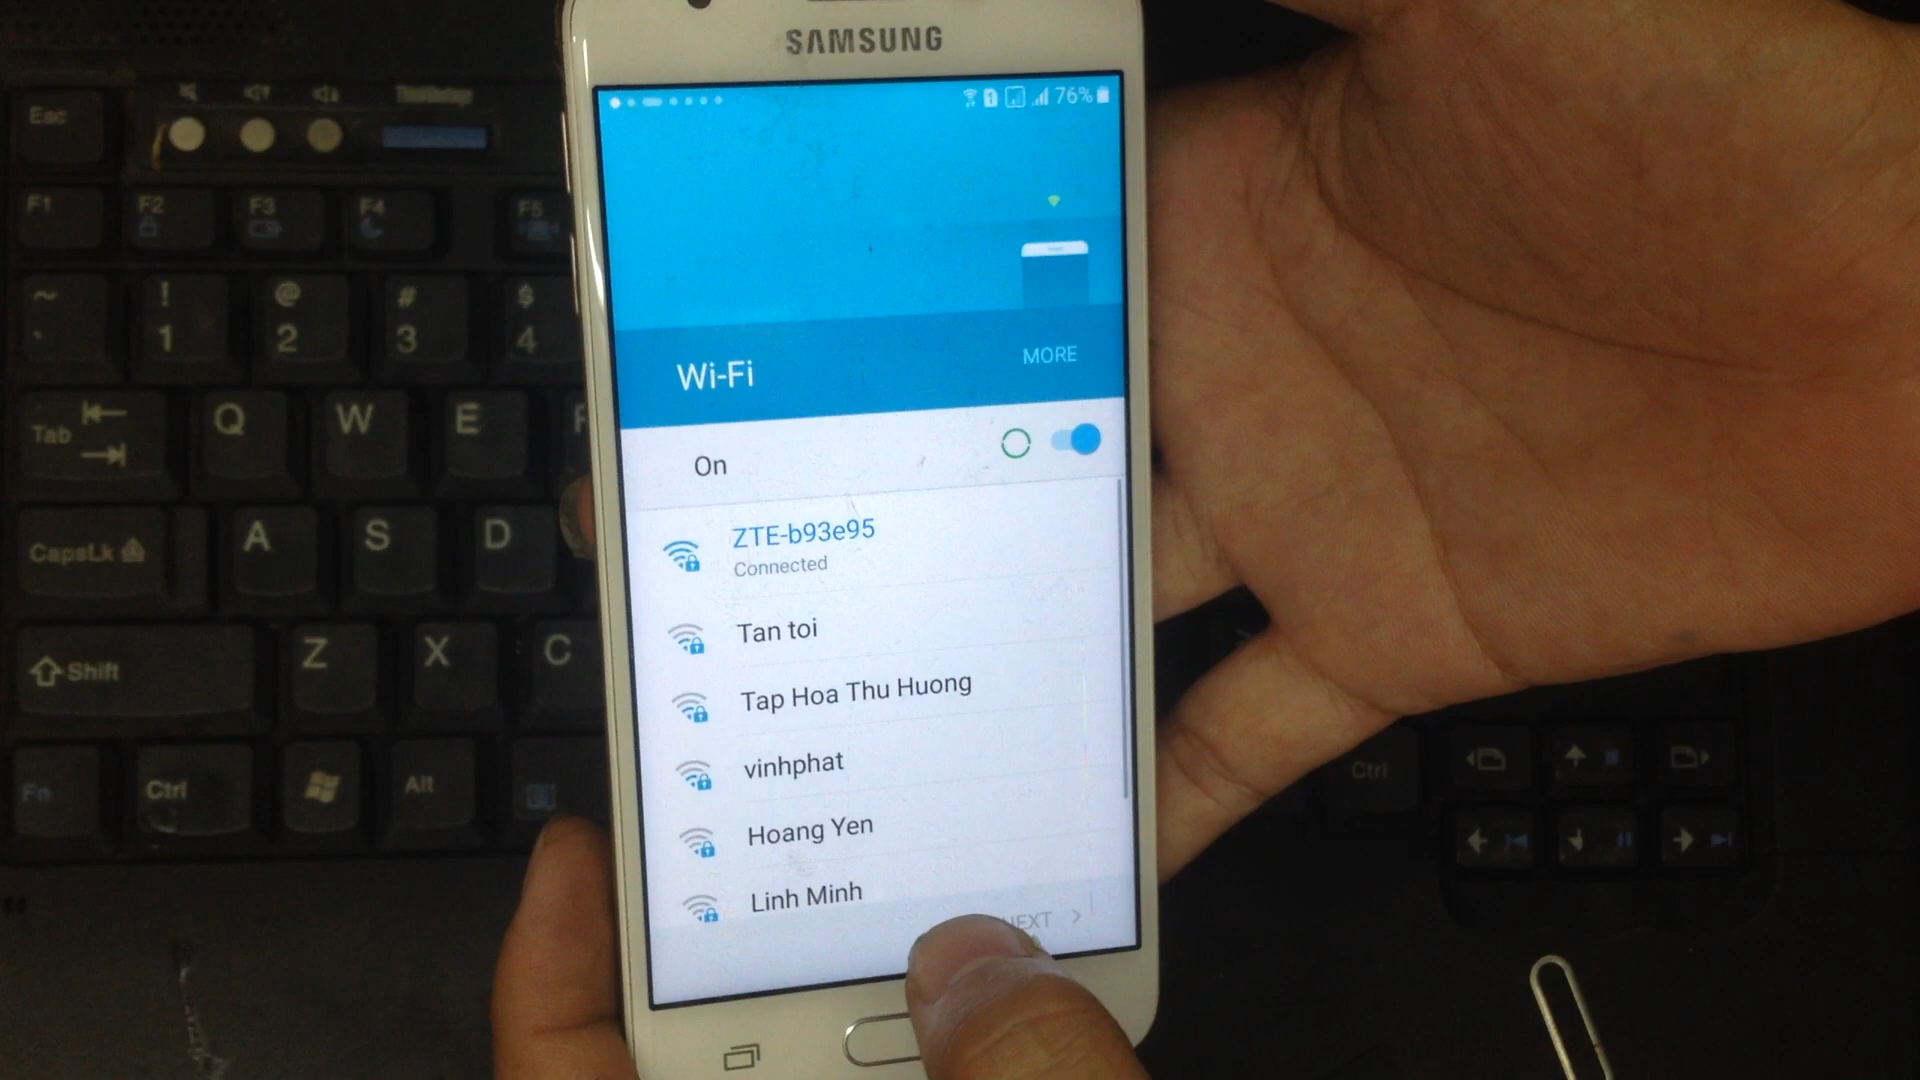 SAMSUNG
76%
Wi-Fi
MORE
On
ZTE-b93e95
Connected
Tan toi
Tap Hoa Thu Huong
vinhphat
Hoang Yen
Linh Minh
NEXT
Esc
F1
F2
F3
F4
F5
~
` 
!
1
@
2
#
3
$
4
Tab
Q
W
E
CapsLk
A
S
D
Shift
Z
X
C
Fn
Ctrl
Alt
Ctrl